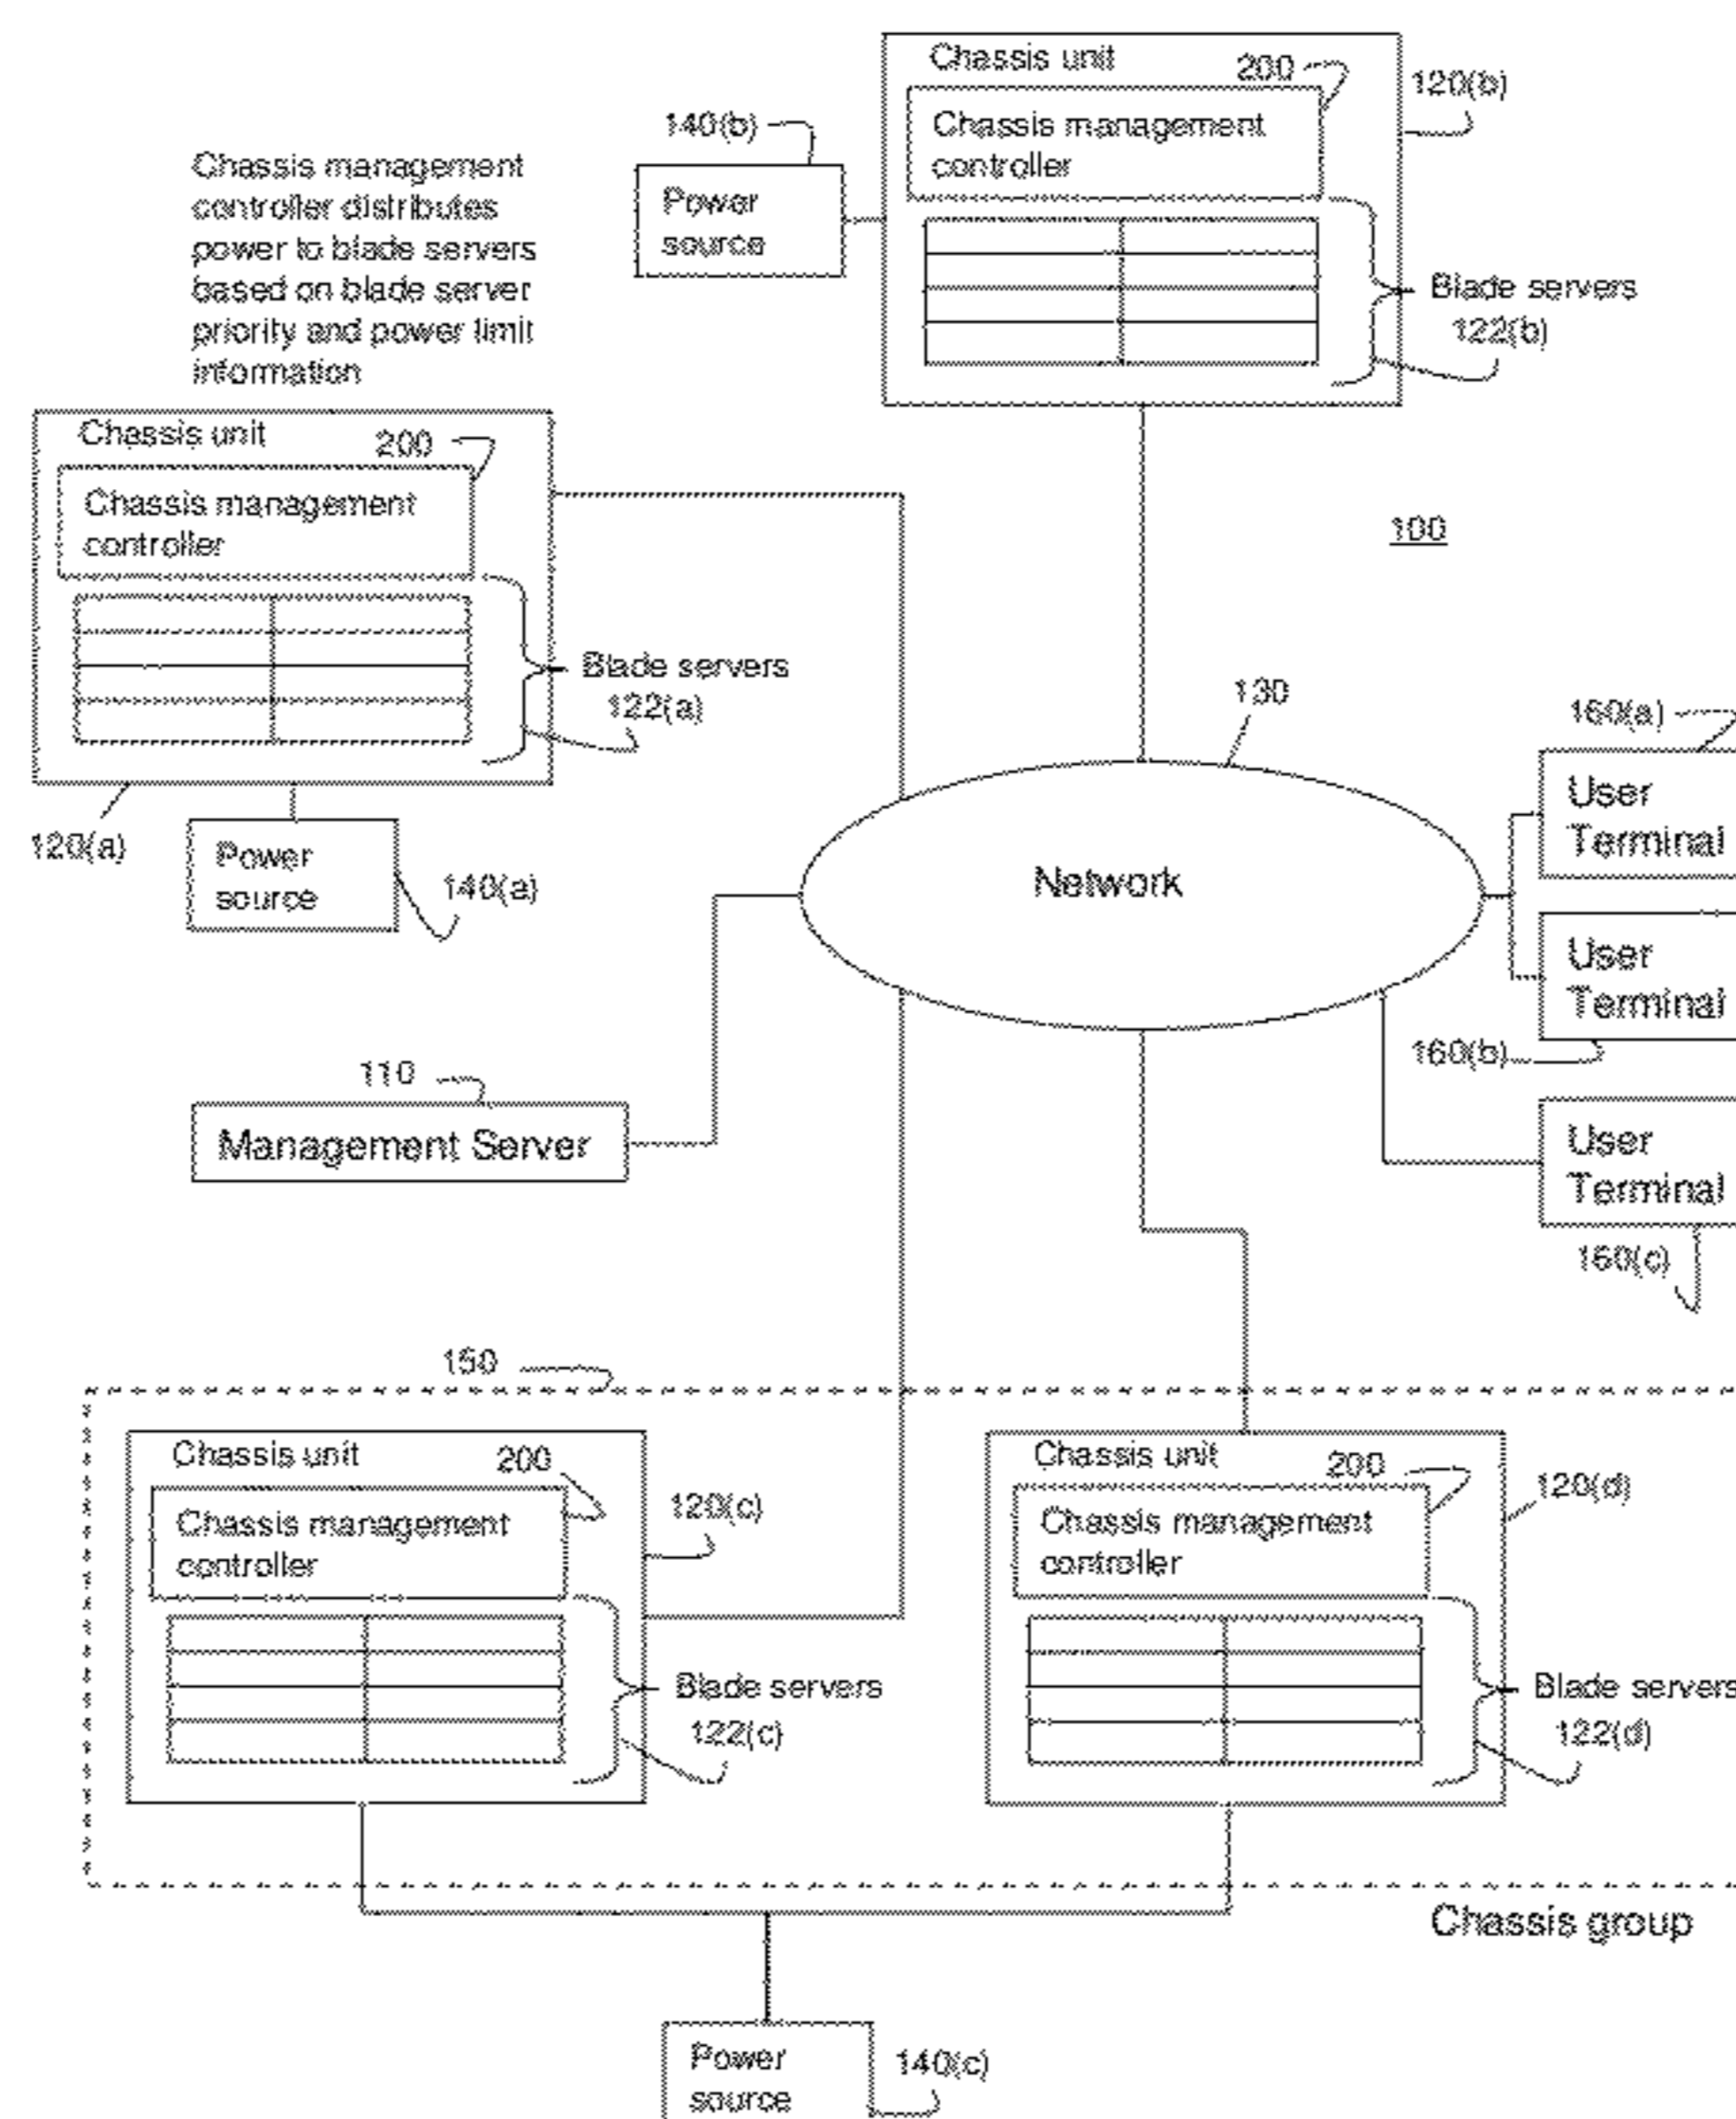 Chassis unit
200
120(b)
Chassis management
controller
140(b)
Power
source
Blade servers
122(b)
Chassis management
controller distributes
power to blade servers
based on blade server
priority and power limit
information
Chassis unit
200
Chassis management
controller
Blade servers
122(a)
120(a)
Power
source
140(a)
100
130
Network
160(a)
User
Terminal
User
Terminal
160(b)
User
Terminal
160(c)
110
Management Server
150
Chassis unit
200
120(c)
Chassis management
controller
Blade servers
122(c)
Chassis unit
200
120(d)
Chassis management
controller
Blade servers
122(d)
Chassis group
Power
source
140(c)